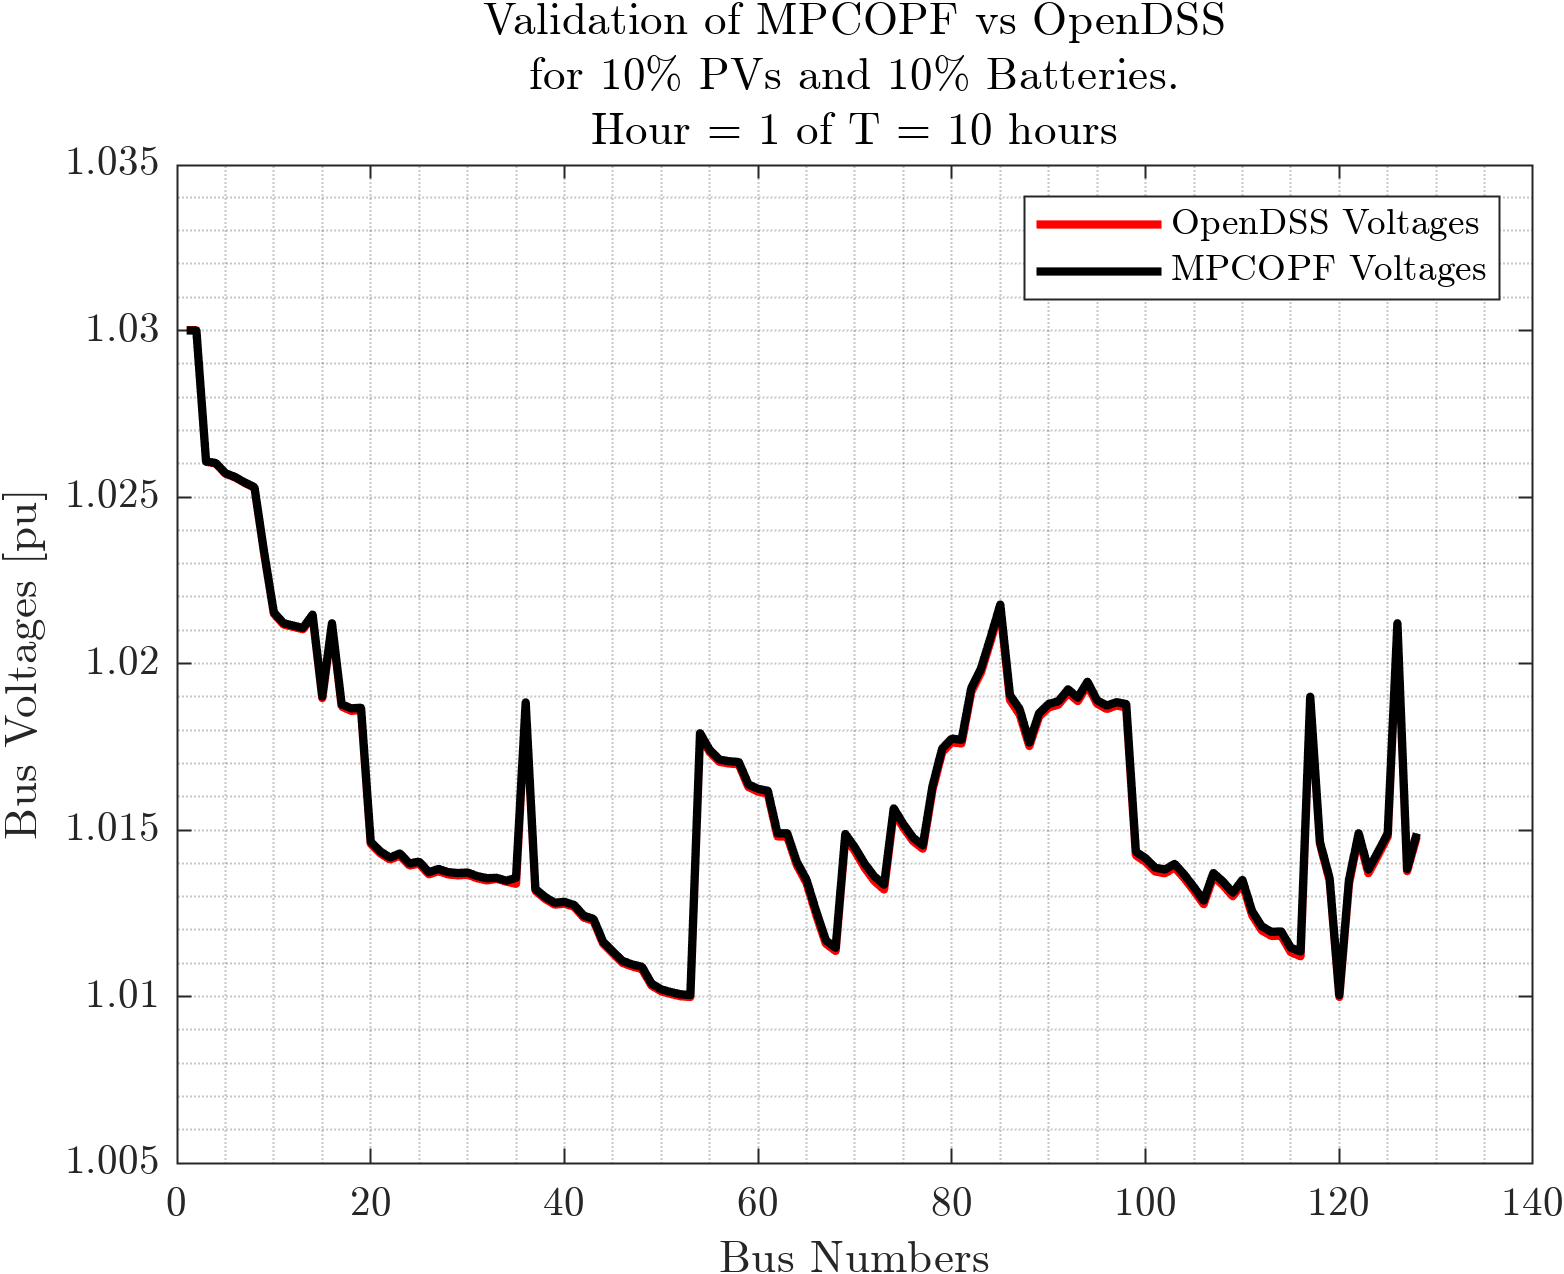 Validation of MPCOPF vs OpenDSS
for 10% PVs and 10% Batteries.
Hour = 1 of T = 10 hours
OpenDSS Voltages
MPCOPF Voltages
Bus Voltages [pu]
1.035
1.03
1.025
1.02
1.015
1.01
1.005
0 20 40 60 80 100 120 140
Bus Numbers